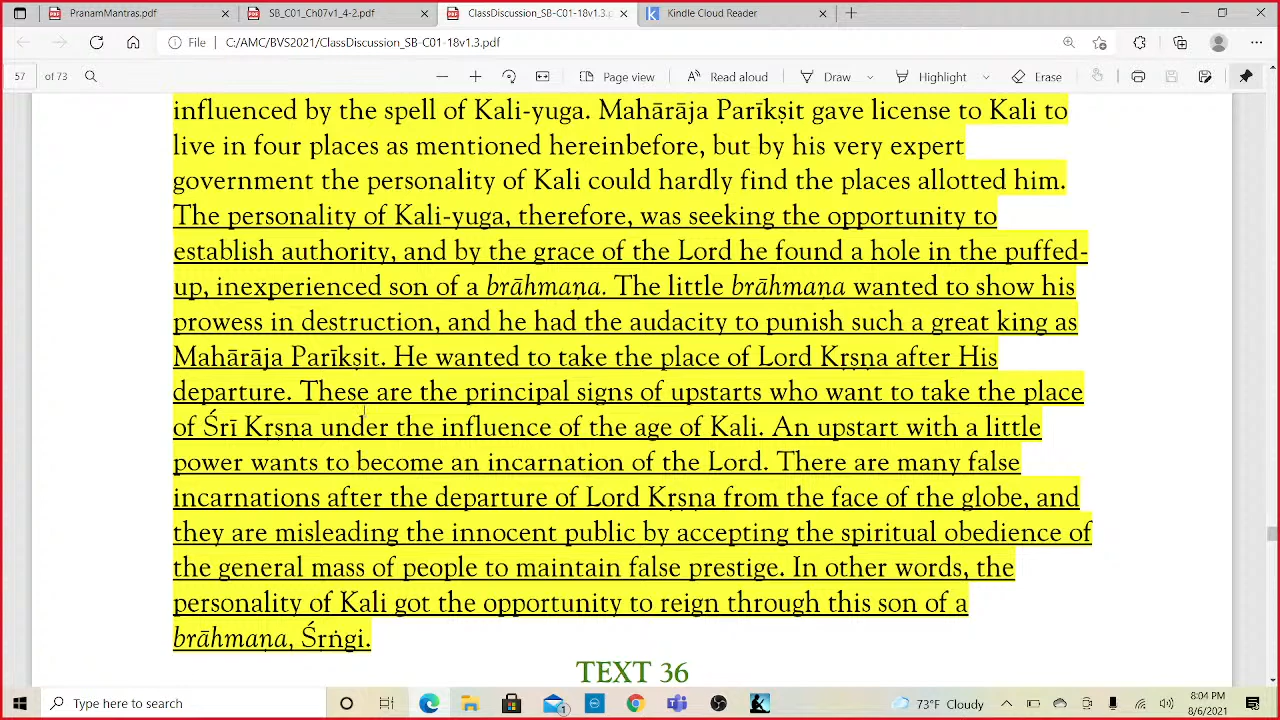 PranamMantras.pdf
SB_C01_Ch07v1_4-2.pdf
ClassDiscussion_SB-C01-18v1.3.p
Kindle Cloud Reader
File
C:/AMC/BVS2021/ClassDiscussion_SB-C01-18v1.3.pdf
57 of 73
Page view
Read aloud
Draw
Highlight
Erase
influenced by the spell of Kali-yuga. Mahārāja Parīkṣit gave license to Kali to
live in four places as mentioned hereinbefore, but by his very expert
government the personality of Kali could hardly find the places allotted him.
The personality of Kali-yuga, therefore, was seeking the opportunity to
establish authority, and by the grace of the Lord he found a hole in the puffed-
up, inexperienced son of a brāhmaṇa. The little brāhmaṇa wanted to show his
prowess in destruction, and he had the audacity to punish such a great king as
Mahārāja Parīkṣit. He wanted to take the place of Lord Kṛṣṇa after His
departure. These are the principal signs of upstarts who want to take the place
of Śrī Kṛṣṇa under the influence of the age of Kali. An upstart with a little
power wants to become an incarnation of the Lord. There are many false
incarnations after the departure of Lord Kṛṣṇa from the face of the globe, and
they are misleading the innocent public by accepting the spiritual obedience of
the general mass of people to maintain false prestige. In other words, the
personality of Kali got the opportunity to reign through this son of a
brāhmaṇa, Śṛṅgi.
TEXT 36
Type here to search
73°F Cloudy
8:04 PM
8/6/2021